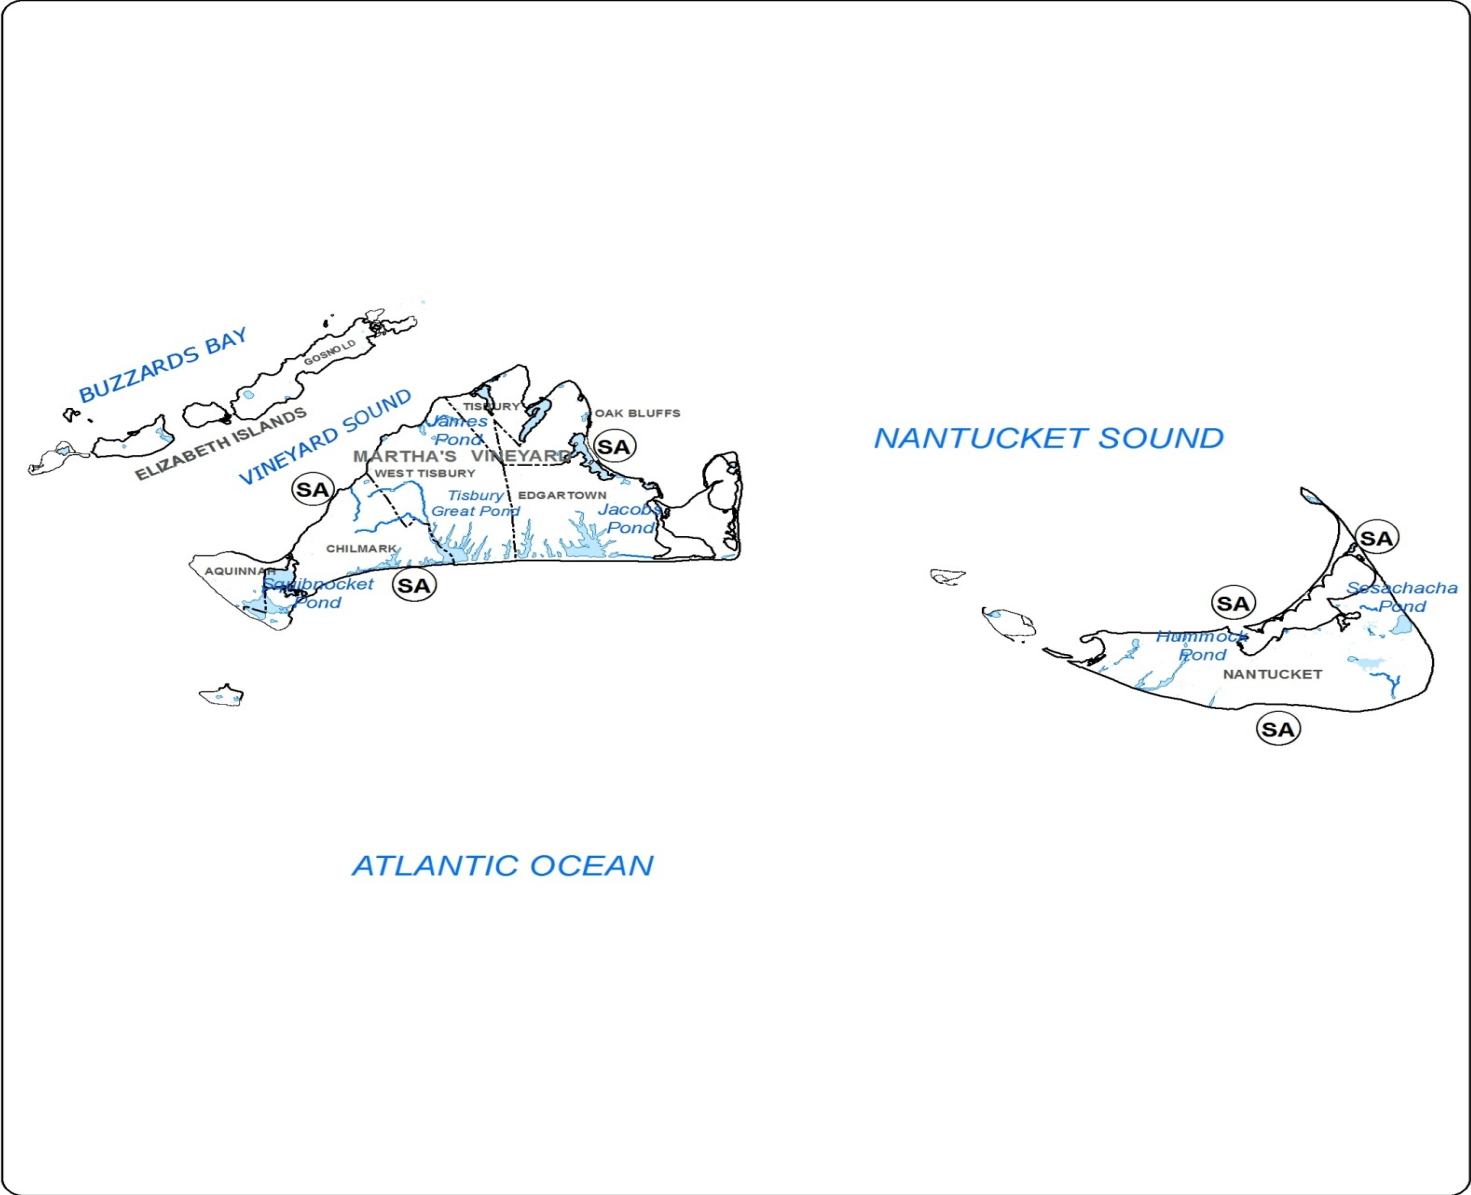 BUZZARDS BAY
GOSNOLD
ELIZABETH ISLANDS
VINEYARD SOUND
TISBURY
OAK BLUFFS
James
Pond
SA
MARTHA'S VINEYARD
WEST TISBURY
SA
Tisbury
Great Pond
EDGARTOWN
Jacobs
Pond
CHILMARK
AQUINNAH
Squibnocket
Pond
SA
NANTUCKET SOUND
SA
Sesachacha
Pond
SA
Hummock
Pond
NANTUCKET
SA
ATLANTIC OCEAN